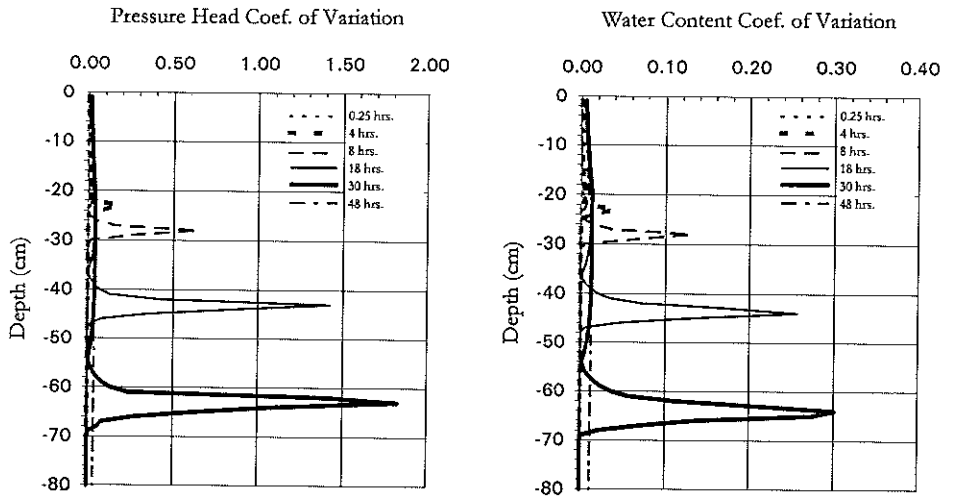 Pressure Head Coef. of Variation
0.00 0.50 1.00 1.50 2.00
0
-10
-20
-30
-40
-50
-60
-70
-80
Depth (cm)
0.25 hrs.
4 hrs.
8 hrs.
18 hrs.
30 hrs.
48 hrs.
Water Content Coef. of Variation
0.00 0.10 0.20 0.30 0.40
0
-10
-20
-30
-40
-50
-60
-70
-80
Depth (cm)
0.25 hrs.
4 hrs.
8 hrs.
18 hrs.
30 hrs.
48 hrs.